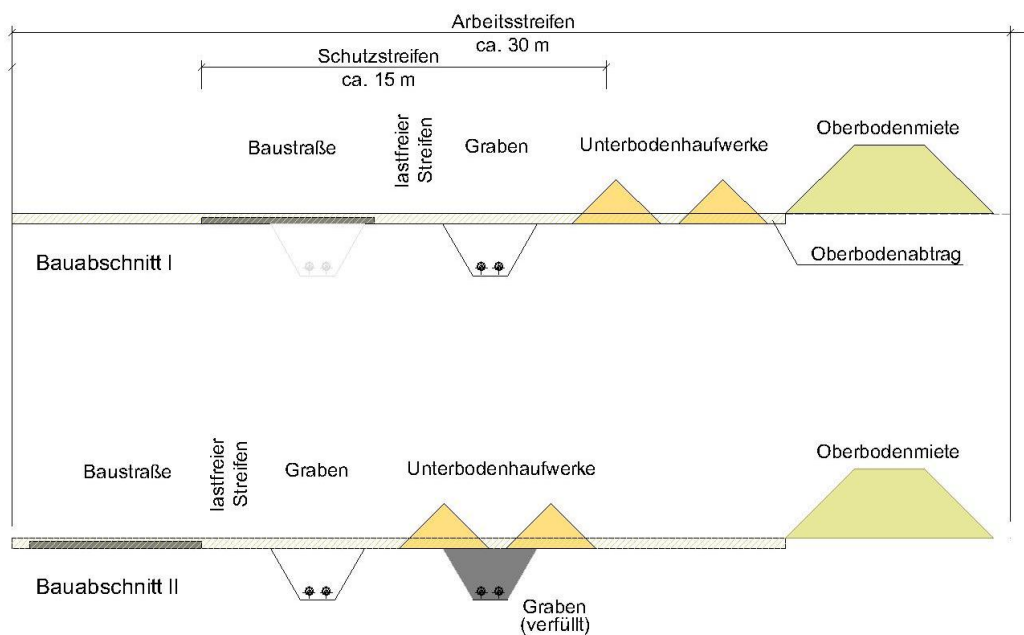 Arbeitsstreifen
ca. 30 m
Schutzstreifen
ca. 15 m
Baustraße
lastfreier
Streifen
Graben
Unterbodenhaufwerke
Oberbodenmiete
Bauabschnitt I
Oberbodenabtrag
Baustraße
lastfreier
Streifen
Graben
Unterbodenhaufwerke
Oberbodenmiete
Bauabschnitt II
Graben
(verfüllt)